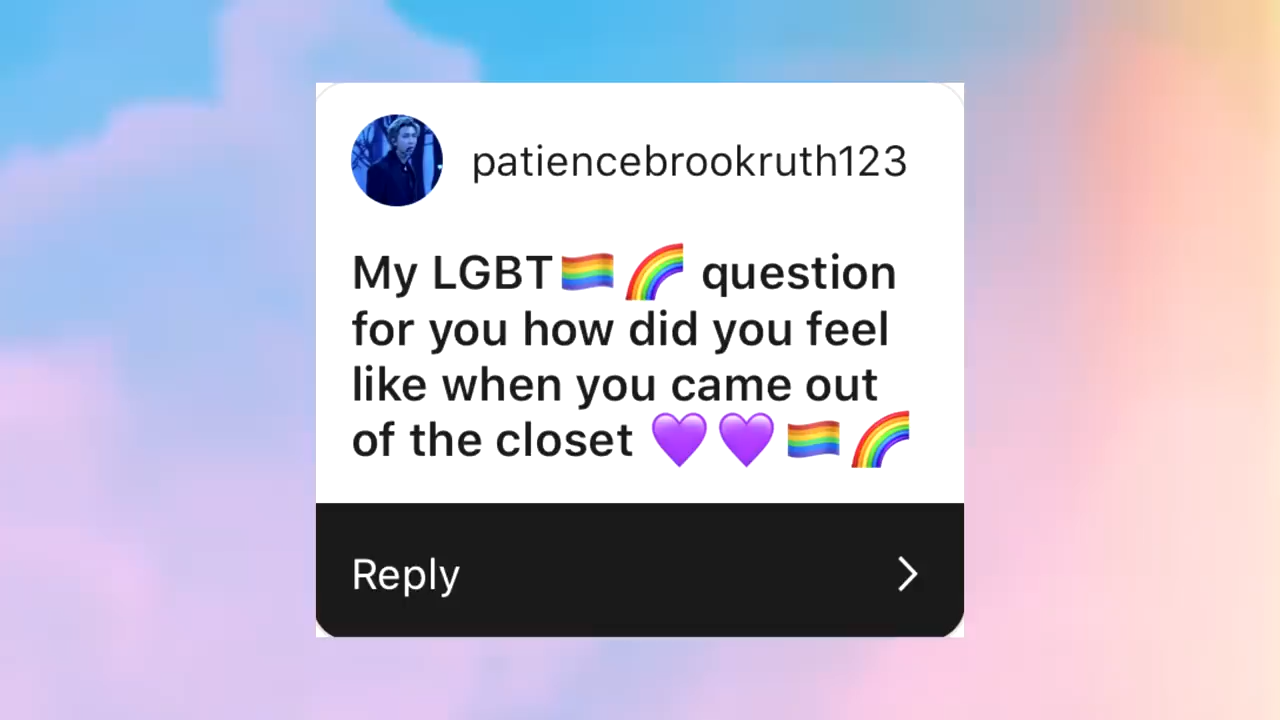 patiencebrookruth123
My LGBT🏳️‍🌈🌈 question
for you how did you feel
like when you came out
of the closet 💜💜🏳️‍🌈🌈
Reply